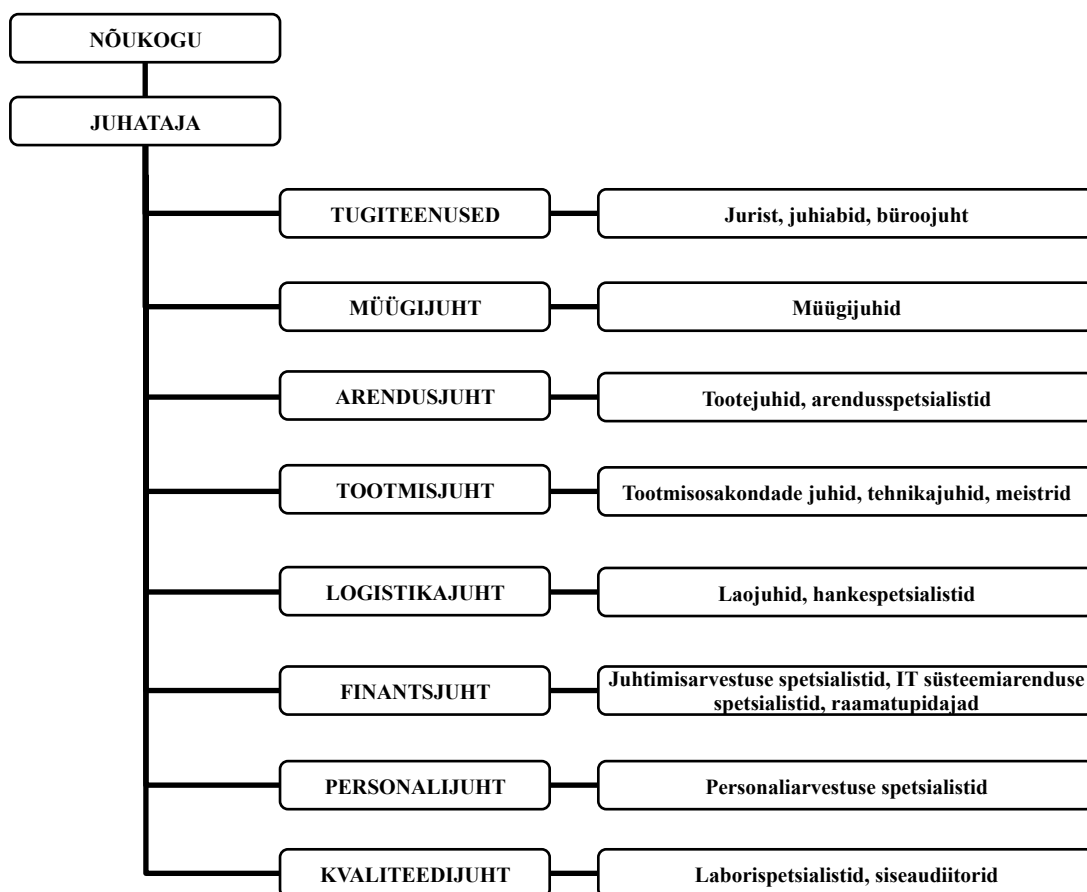 NÕUKOGU
JUHATAJA
TUGITEENUSED
Jurist, juhiabid, büroojuht
MÜÜGIJUHT
Müügijuhid
ARENDUSJUHT
Tootejuhid, arendusspetsialistid
TOOTMISJUHT
Tootmisosakondade juhid, tehnikajuhid, meistrid
LOGISTIKAJUHT
Laojuhid, hankespetsialistid
FINANTSJUHT
Juhtimisarvestuse spetsialistid, IT süsteemiarenduse
spetsialistid, raamatupidajad
PERSONALIJUHT
Personaliarvestuse spetsialistid
KVALITEEDIJUHT
Laborispetsialistid, siseaudiitorid